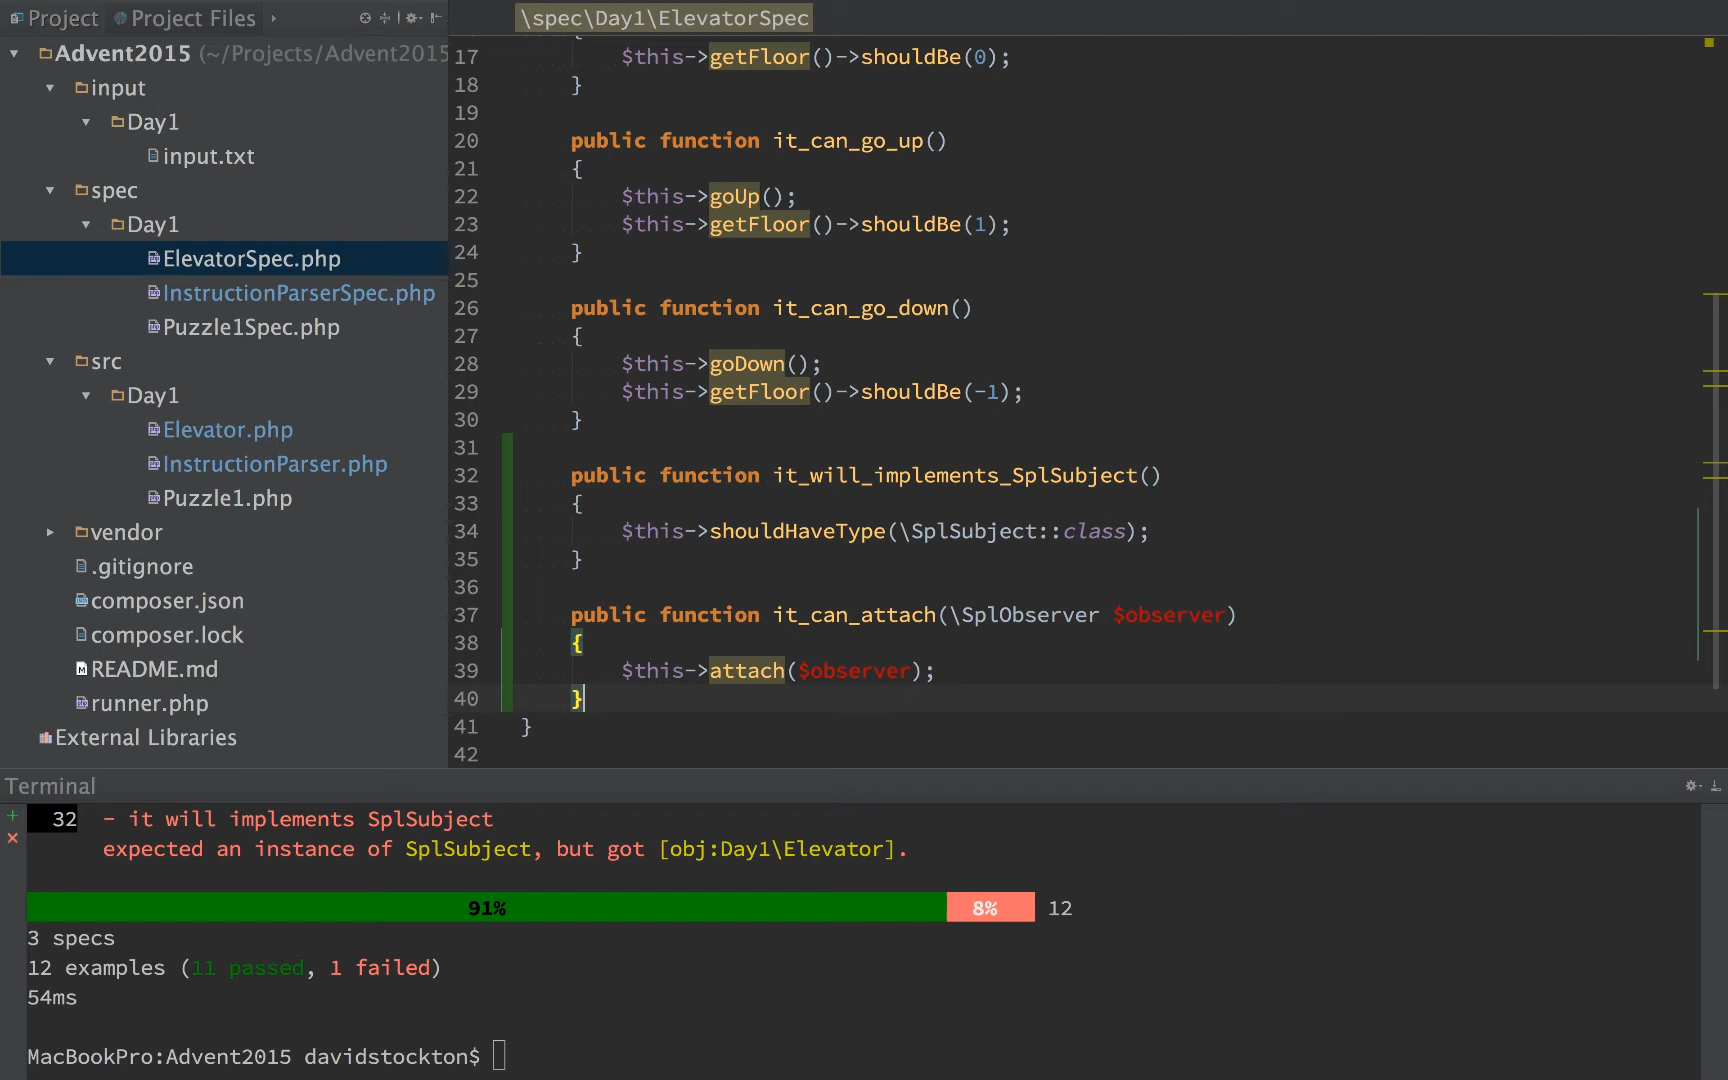 Project Project Files
Advent2015 (~/Projects/Advent2015
input
Day1
input.txt
spec
Day1
ElevatorSpec.php
InstructionParserSpec.php
Puzzle1Spec.php
src
Day1
Elevator.php
InstructionParser.php
Puzzle1.php
vendor
.gitignore
composer.json
composer.lock
README.md
runner.php
External Libraries
\spec\Day1\ElevatorSpec
{
17 $this->getFloor()->shouldBe(0);
18 }
19
20 public function it_can_go_up()
21 {
22 $this->goUp();
23 $this->getFloor()->shouldBe(1);
24 }
25
26 public function it_can_go_down()
27 {
28 $this->goDown();
29 $this->getFloor()->shouldBe(-1);
30 }
31
32 public function it_will_implements_SplSubject()
33 {
34 $this->shouldHaveType(\SplSubject::class);
35 }
36
37 public function it_can_attach(\SplObserver $observer)
38 {
39 $this->attach($observer);
40 }
41 }
42
Terminal
32 - it will implements SplSubject
expected an instance of SplSubject, but got [obj:Day1\Elevator].
91% 8% 12
3 specs
12 examples (11 passed, 1 failed)
54ms
MacBookPro:Advent2015 davidstockton$